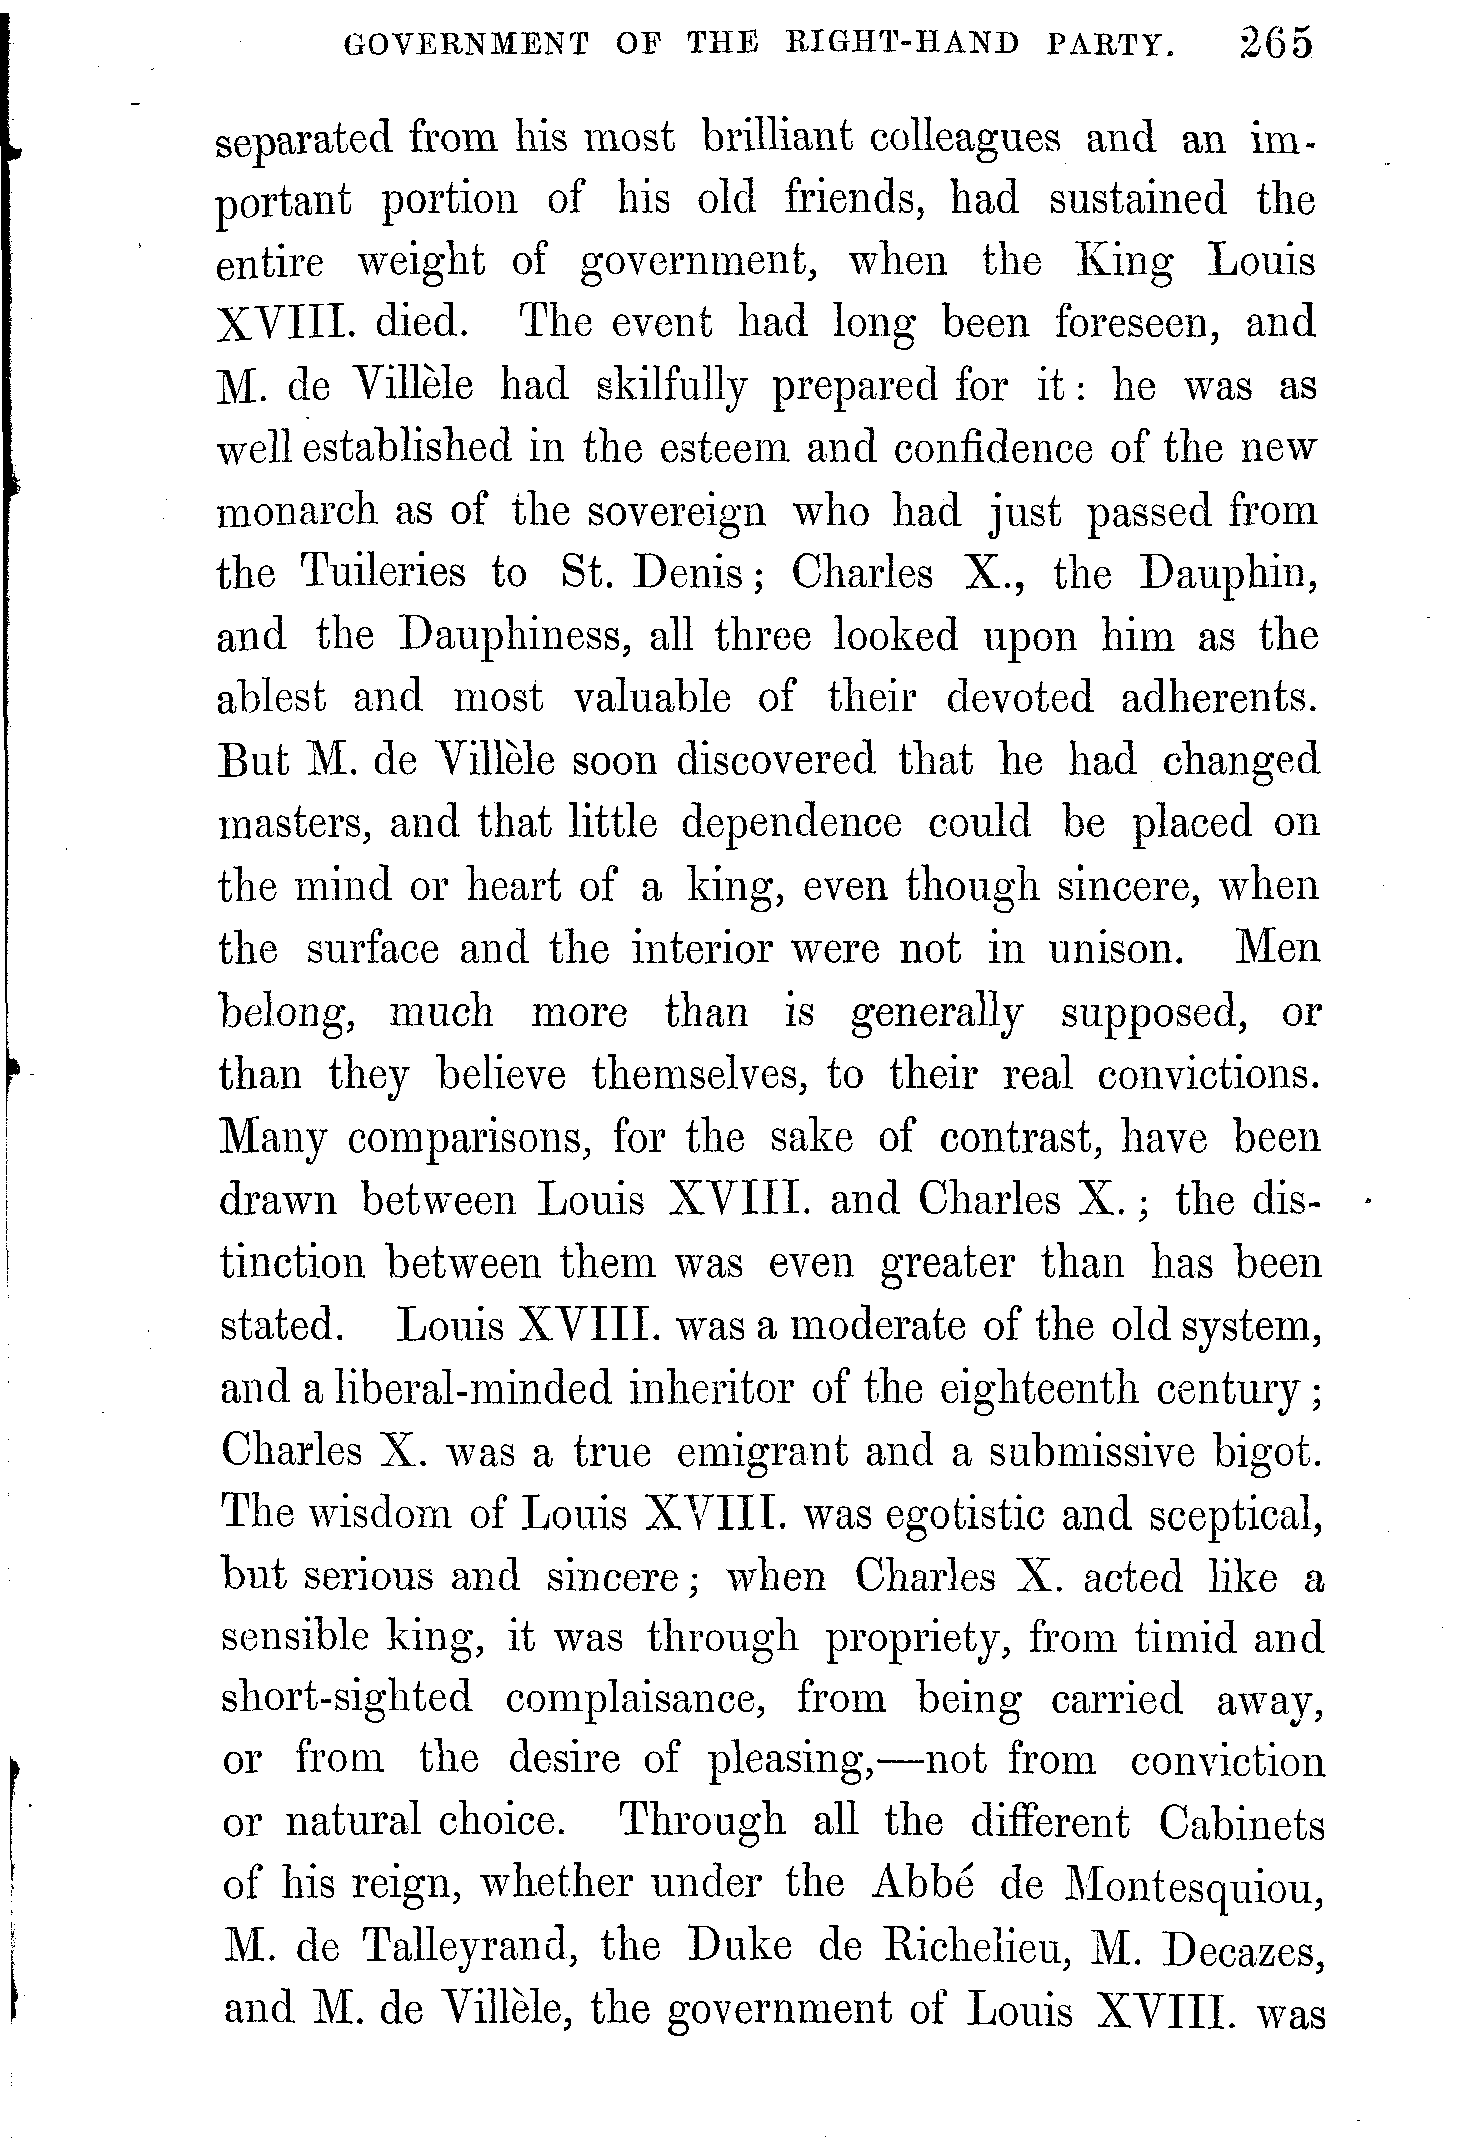 GOVERNMENT OF THE RIGHT-HAND PARTY. 265
separated from his most brilliant colleagues and an im-
portant portion of his old friends, had sustained the
entire weight of government, when the King Louis
XVIII. died. The event had long been foreseen, and
M. de Villèle had skilfully prepared for it: he was as
well established in the esteem and confidence of the new
monarch as of the sovereign who had just passed from
the Tuileries to St. Denis; Charles X., the Dauphin,
and the Dauphiness, all three looked upon him as the
ablest and most valuable of their devoted adherents.
But M. de Villèle soon discovered that he had changed
masters, and that little dependence could be placed on
the mind or heart of a king, even though sincere, when
the surface and the interior were not in unison. Men
belong, much more than is generally supposed, or
than they believe themselves, to their real convictions.
Many comparisons, for the sake of contrast, have been
drawn between Louis XVIII. and Charles X.; the dis-
tinction between them was even greater than has been
stated. Louis XVIII. was a moderate of the old system,
and a liberal-minded inheritor of the eighteenth century;
Charles X. was a true emigrant and a submissive bigot.
The wisdom of Louis XVIII. was egotistic and sceptical,
but serious and sincere; when Charles X. acted like a
sensible king, it was through propriety, from timid and
short-sighted complaisance, from being carried away,
or from the desire of pleasing,—not from conviction
or natural choice. Through all the different Cabinets
of his reign, whether under the Abbé de Montesquiou,
M. de Talleyrand, the Duke de Richelieu, M. Decazes,
and M. de Villèle, the government of Louis XVIII. was